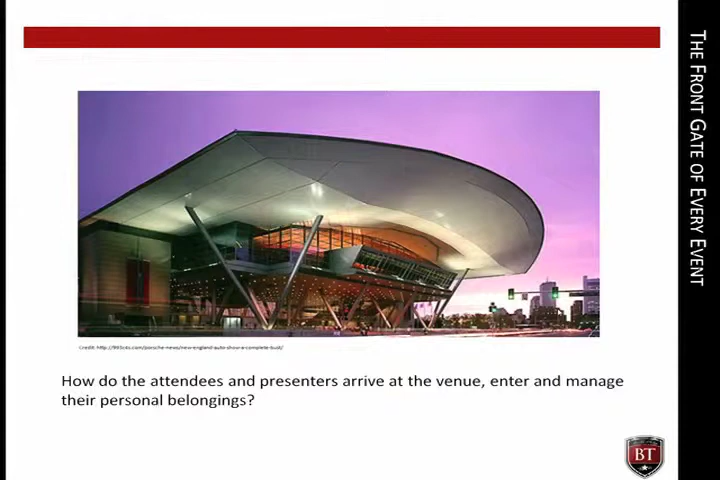 THE FRONT GATE OF EVERY EVENT
How do the attendees and presenters arrive at the venue, enter and manage
their personal belongings?
BT